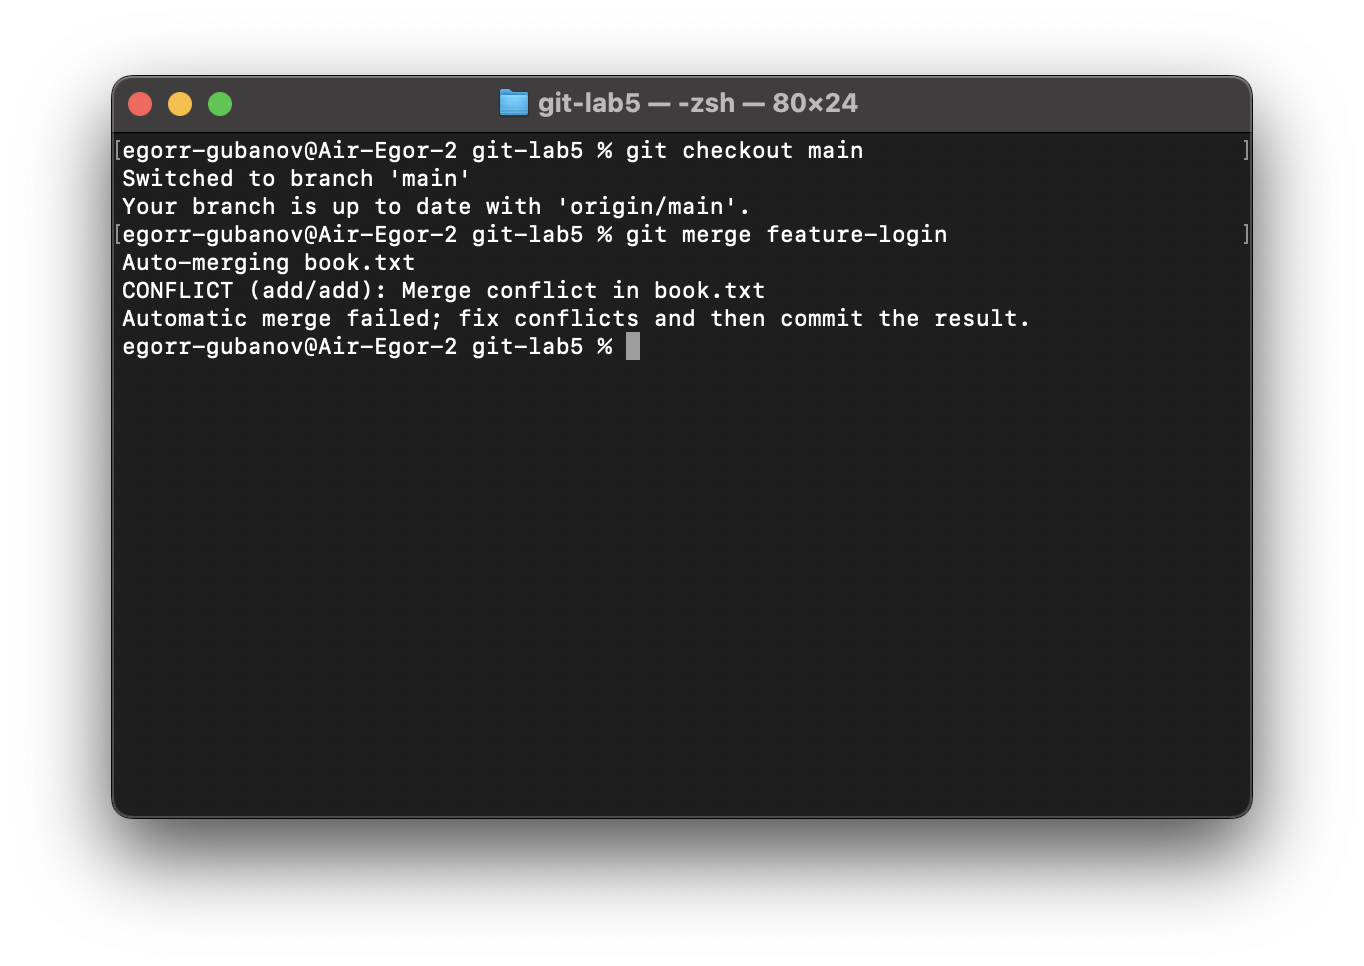 git-lab5 — -zsh — 80×24
[egorr-gubanov@Air-Egor-2 git-lab5 % git checkout main ]
Switched to branch 'main'
Your branch is up to date with 'origin/main'.
[egorr-gubanov@Air-Egor-2 git-lab5 % git merge feature-login ]
Auto-merging book.txt
CONFLICT (add/add): Merge conflict in book.txt
Automatic merge failed; fix conflicts and then commit the result.
egorr-gubanov@Air-Egor-2 git-lab5 %